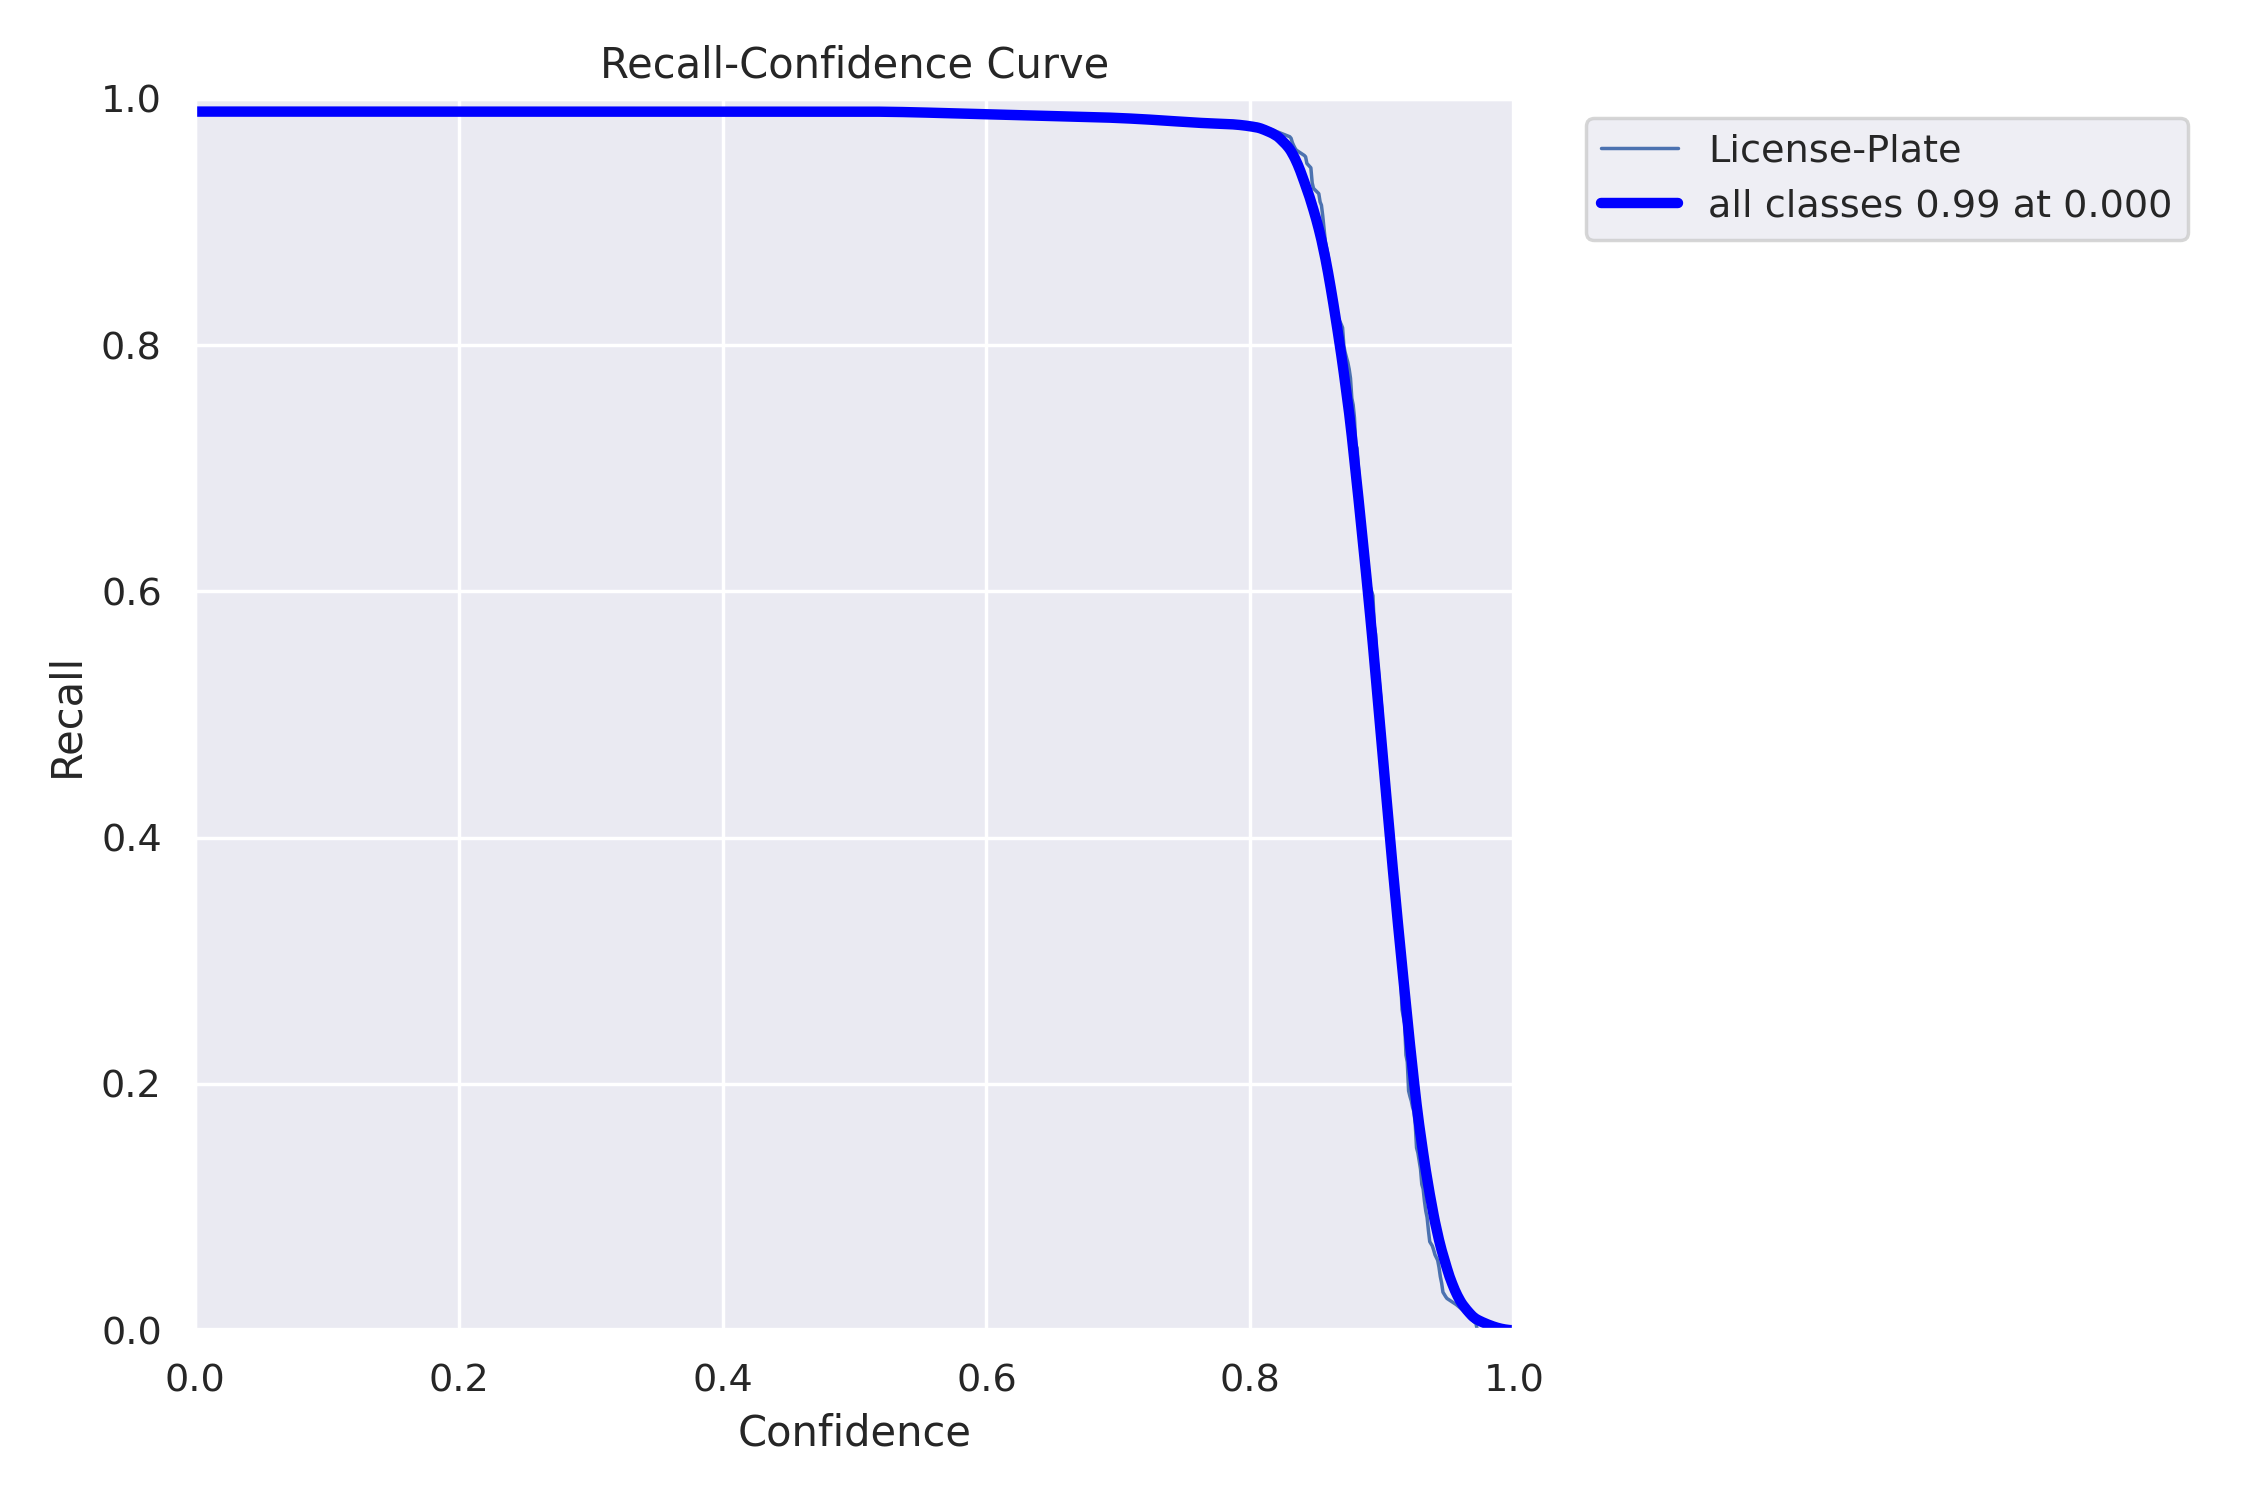 Recall-Confidence Curve
1.0
0.8
0.6
0.4
0.2
0.0
Recall
0.0 0.2 0.4 0.6 0.8 1.0
Confidence
License-Plate
all classes 0.99 at 0.000